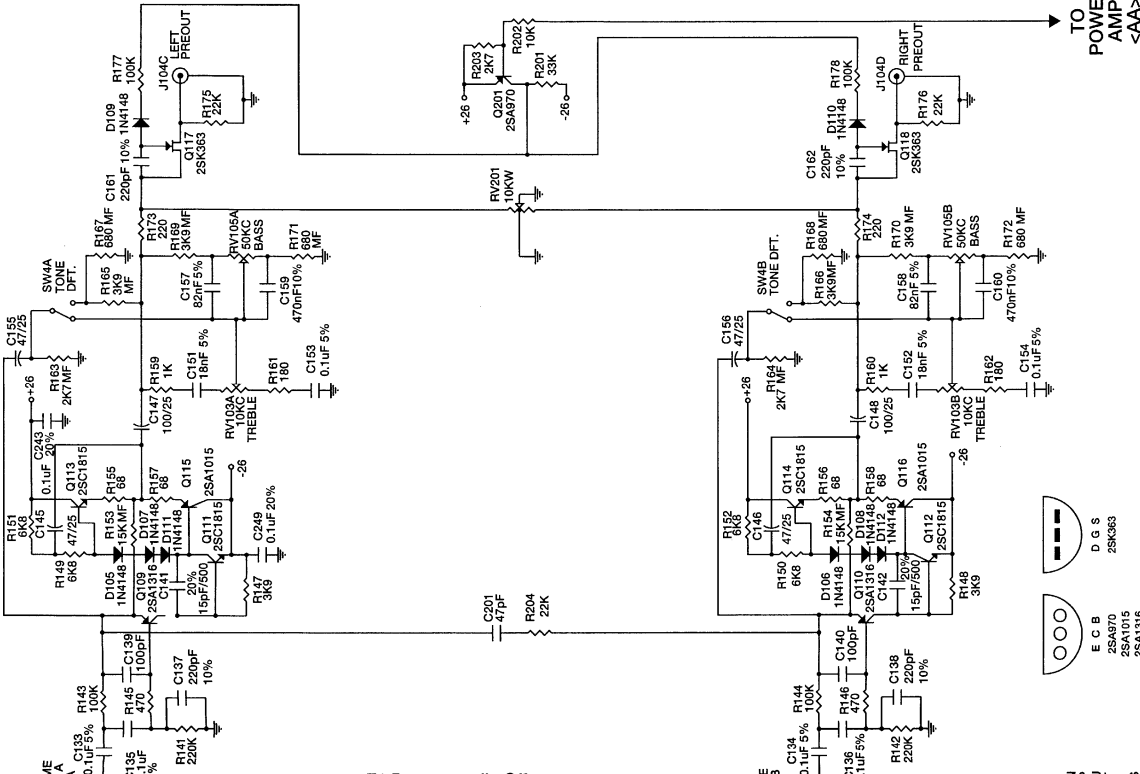 R177
100K
J104C
LEFT
PREOUT
D109
1N4148
R175
22K
C161
220pF 10%
Q117
2SK363
R167
680 MF
R173
220
R169
3K9 MF
RV105A
50KC
BASS
R171
680
MF
SW4A
TONE
DFT.
R165
3K9
MF
C157
82nF 5%
C159
470nF10%
C155
47/25
R163
2K7 MF
R159
1K
C151
18nF 5%
R161
180
C153
0.1uF 5%
+26
C147
100/25
RV103A
10KC
TREBLE
C243
0.1uF 20%
Q113
2SC1815
R155
68
R157
68
Q115
2SA1015
-26
R151
6K8
C145
47/25
R153
15K MF
D107
1N4148
D111
1N4148
Q111
2SC1815
C249
0.1uF 20%
R149
6K8
D105
1N4148
Q109
2SA1316
C141
20%
15pF/500
R147
3K9
C139
100pF
C137
220pF
10%
R143
100K
R145
470
C133
0.1uF 5%
R141
220K
R203
2K7
R202
10K
+26
Q201
2SA970
R201
33K
-26
RV201
10KW
C201
47pF
R204
22K
TO
POWE
AMP
<AA>
R178
100K
J104D
RIGHT
PREOUT
D110
1N4148
R176
22K
C162
220pF
10%
Q118
2SK363
R168
680 MF
R174
220
R170
3K9 MF
RV105B
50KC
BASS
R172
680 MF
SW4B
TONE DFT.
R166
3K9MF
C158
82nF 5%
C160
470nF10%
C156
47/25
R164
2K7 MF
R160
1K
C152
18nF 5%
R162
180
C154
0.1uF 5%
+26
C148
100/25
RV103B
10KC
TREBLE
Q114
2SC1815
R156
68
R158
68
Q116
2SA1015
-26
R152
6K8
C146
47/25
R154
15K MF
D108
1N4148
D112
1N4148
Q112
2SC1815
R150
6K8
D106
1N4148
Q110
2SA1316
C142
20%
15pF/500
R148
3K9
C140
100pF
C138
220pF
10%
R144
100K
R146
470
C134
0.1uF 5%
C136
R142
220K
D G S
2SK363
E C B
2SA970
2SA1015
2SA1316